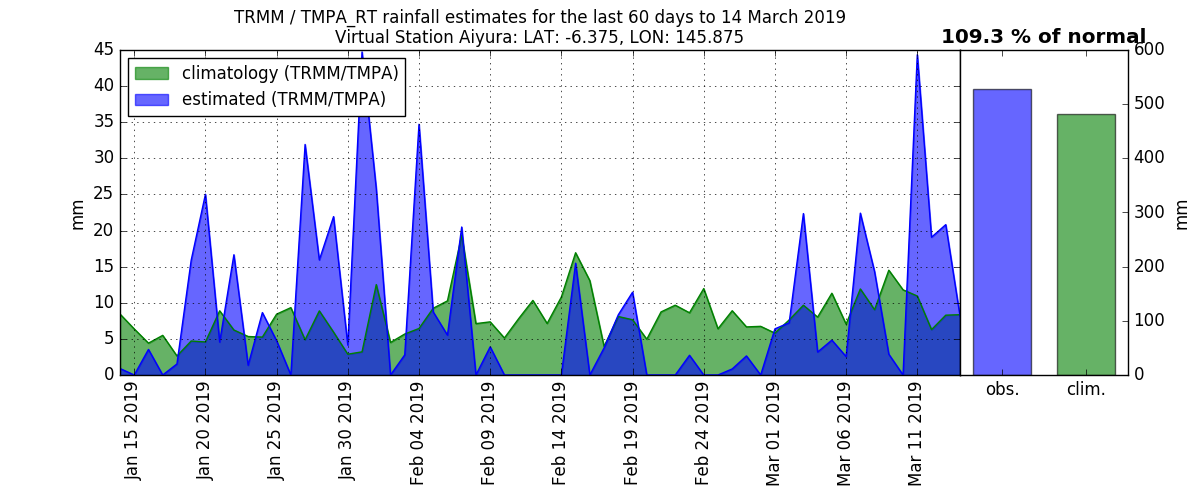 TRMM / TMPA_RT rainfall estimates for the last 60 days to 14 March 2019
Virtual Station Aiyura: LAT: -6.375, LON: 145.875
109.3 % of normal
climatology (TRMM/TMPA)
estimated (TRMM/TMPA)
45
40
35
30
25
20
15
10
5
0
mm
Jan 15 2019
Jan 20 2019
Jan 25 2019
Jan 30 2019
Feb 04 2019
Feb 09 2019
Feb 14 2019
Feb 19 2019
Feb 24 2019
Mar 01 2019
Mar 06 2019
Mar 11 2019
obs.
clim.
600
500
400
300
200
100
0
mm